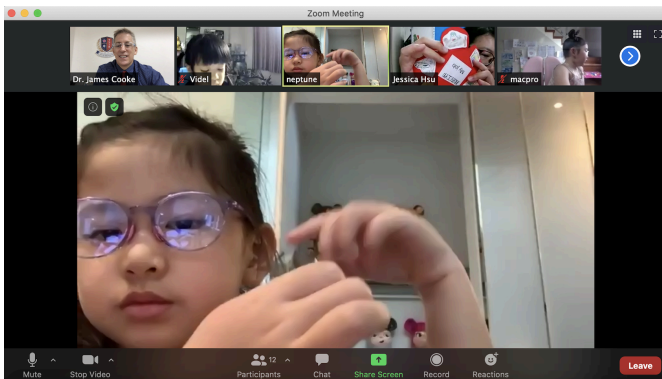 Zoom Meeting
Dr. James Cooke
Videl
neptune
Jessica Hsu
macpro
Mute
Stop Video
12
Participants
Chat
Share Screen
Record
Reactions
Leave